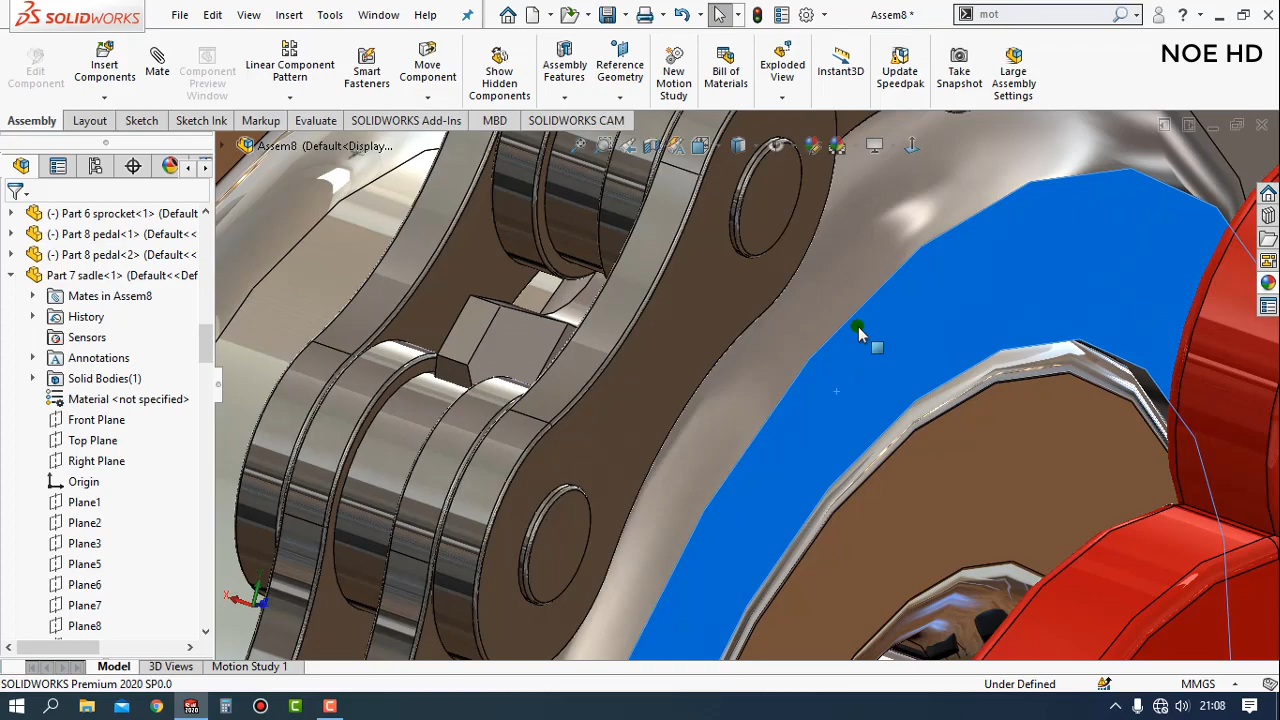 SOLIDWORKS
File Edit View Insert Tools Window Help
Assem8 *
mot
NOE HD
Edit Component
Insert Components
Mate
Component Preview Window
Linear Component Pattern
Smart Fasteners
Move Component
Show Hidden Components
Assembly Features
Reference Geometry
New Motion Study
Bill of Materials
Exploded View
Instant3D
Update Speedpak
Take Snapshot
Large Assembly Settings
Assembly Layout Sketch Sketch Ink Markup Evaluate SOLIDWORKS Add-Ins MBD SOLIDWORKS CAM
Assem8 (Default<Display...
(-) Part 6 sprocket<1> (Default
(-) Part 8 pedal<1> (Default<<
(-) Part 8 pedal<2> (Default<<
Part 7 sadle<1> (Default<<Def
Mates in Assem8
History
Sensors
Annotations
Solid Bodies(1)
Material <not specified>
Front Plane
Top Plane
Right Plane
Origin
Plane1
Plane2
Plane3
Plane5
Plane6
Plane7
Plane8
X
Model 3D Views Motion Study 1
SOLIDWORKS Premium 2020 SP0.0
Under Defined
MMGS
21:08